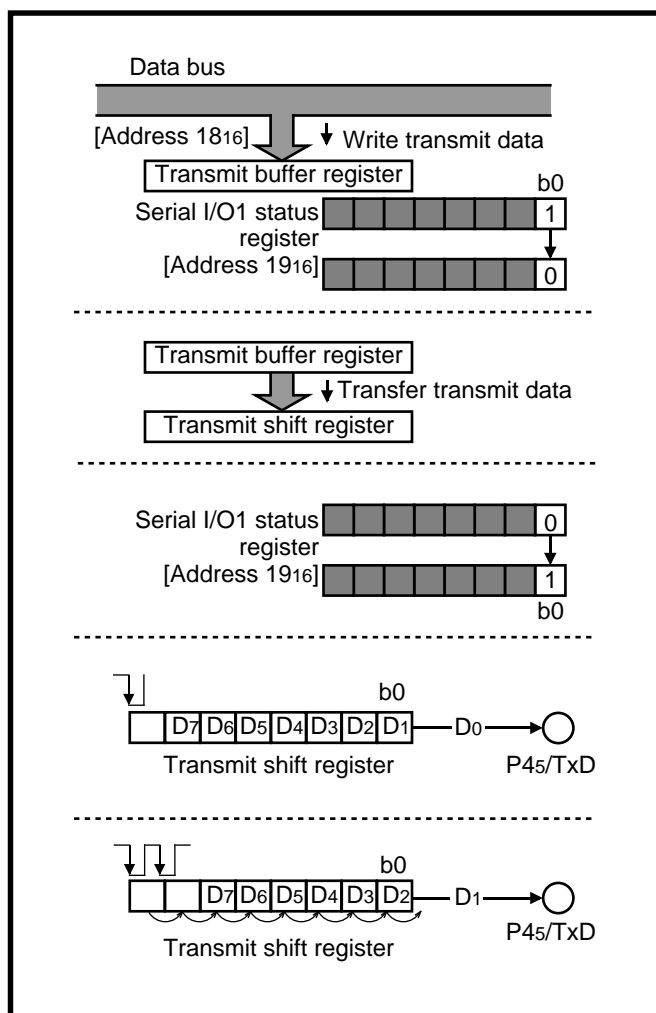 Data bus
[Address 1816]
Write transmit data
Transmit buffer register
b0
Serial I/O1 status
register
[Address 1916]
1
0
Transmit buffer register
Transfer transmit data
Transmit shift register
Serial I/O1 status
register
[Address 1916]
0
1
b0
b0
D7 D6 D5 D4 D3 D2 D1 D0
Transmit shift register
P45/TxD
b0
D7 D6 D5 D4 D3 D2 D1
Transmit shift register
P45/TxD